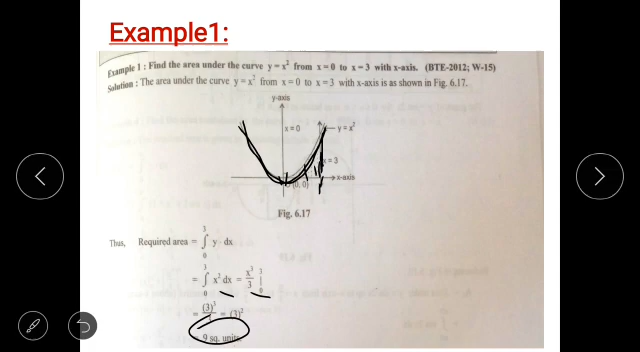 Example1:
Example 1 : Find the area under the curve y = x² from x = 0 to x = 3 with x-axis. (BTE-2012; W-15)
Solution : The area under the curve y = x² from x = 0 to x = 3 with x-axis is as shown in Fig. 6.17.
y-axis
x = 0
y = x²
x = 3
(0, 0)
x-axis
Fig. 6.17
Thus, Required area = ∫₀³ y · dx
= ∫₀³ x² dx = x³/3 |₀³
= (3)³/3 = (3)²
9 sq. units